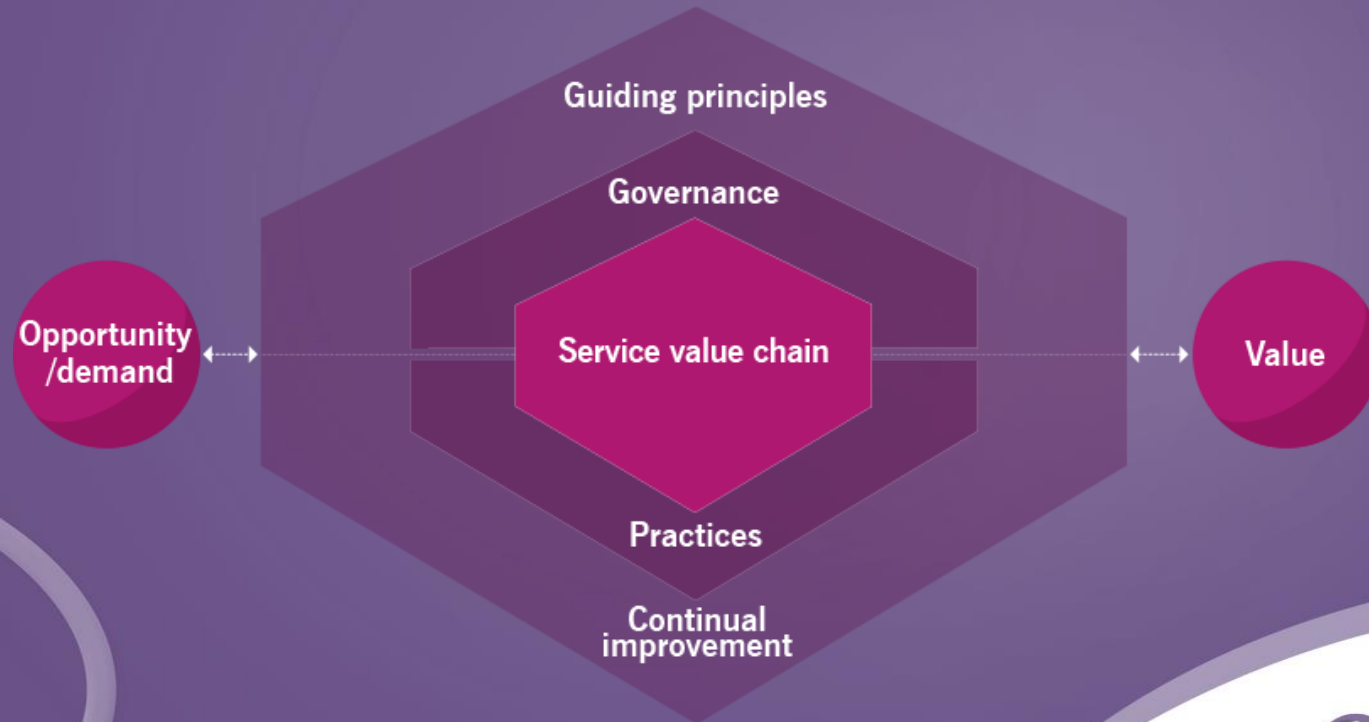 Guiding principles
Governance
Opportunity
/demand
Service value chain
Value
Practices
Continual
improvement